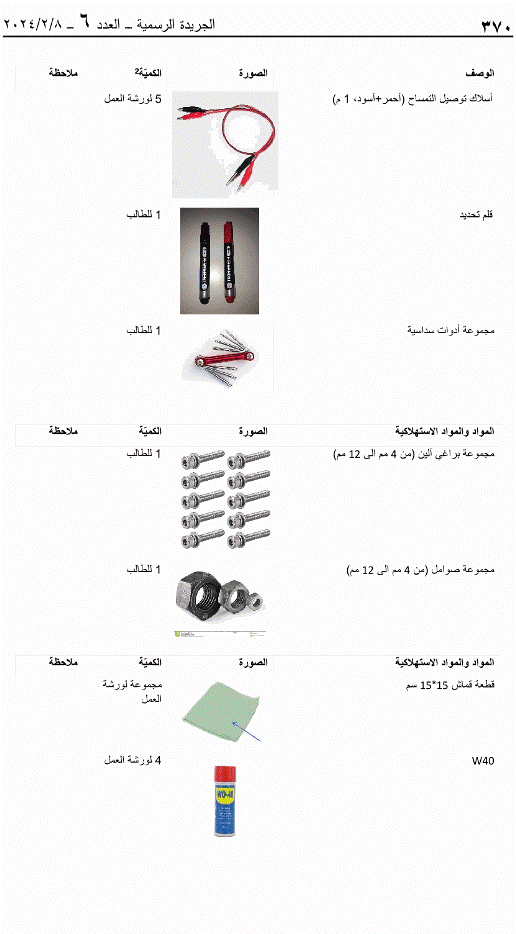 ٣٧٠ الجريدة الرسمية – العدد ٦ – ٢٠٢٤/٢/٨
الوصف الصورة الكميّة2 ملاحظة
أسلاك توصيل التمساح (أحمر+أسود، 1 م) 5 لورشة العمل
قلم تحديد 1 للطالب
مجموعة أدوات سداسية 1 للطالب
المواد والمواد الاستهلاكية الصورة الكميّة ملاحظة
مجموعة براغي ألين (من 4 مم الى 12 مم) 1 للطالب
مجموعة صوامل (من 4 مم الى 12 مم) 1 للطالب
المواد والمواد الاستهلاكية الصورة الكميّة ملاحظة
قطعة قماش 15*15 سم مجموعة لورشة
العمل
W40 4 لورشة العمل
WD-40